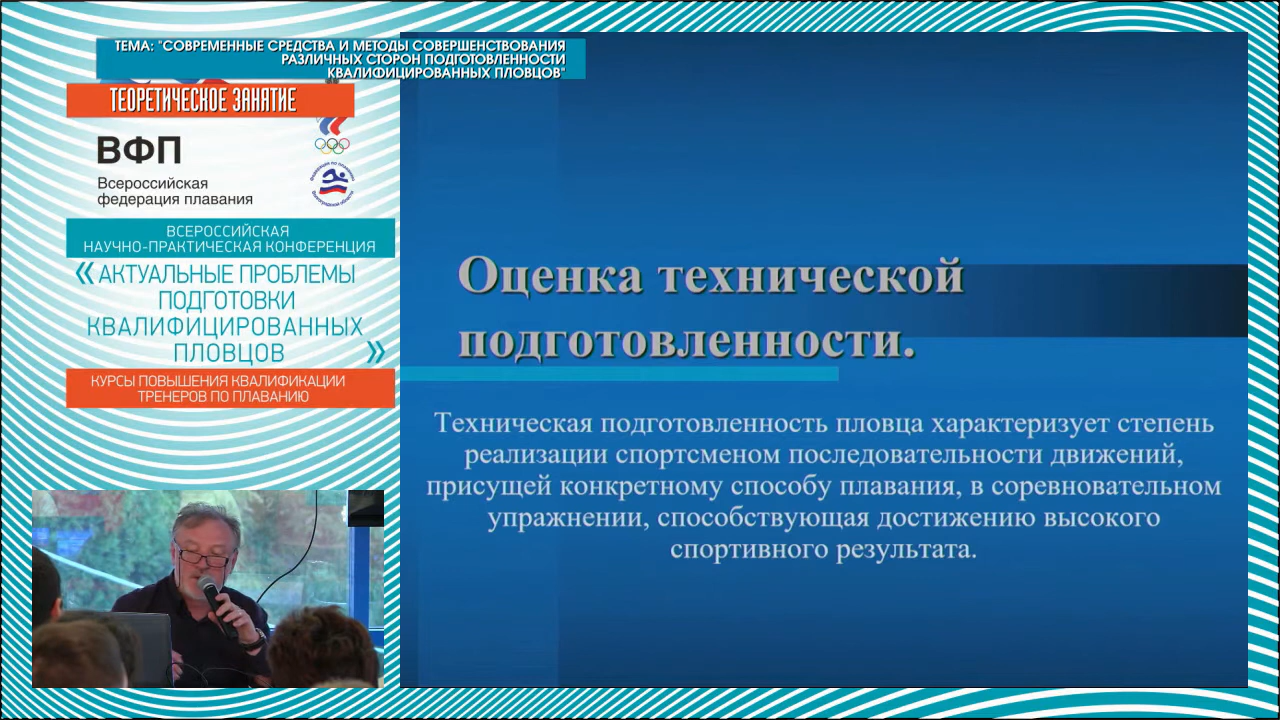 ТЕМА: "СОВРЕМЕННЫЕ СРЕДСТВА И МЕТОДЫ СОВЕРШЕНСТВОВАНИЯ
РАЗЛИЧНЫХ СТОРОН ПОДГОТОВЛЕННОСТИ
КВАЛИФИЦИРОВАННЫХ ПЛОВЦОВ"
ТЕОРЕТИЧЕСКОЕ ЗАНЯТИЕ
ВФП
Всероссийская
федерация плавания
ВСЕРОССИЙСКАЯ
НАУЧНО-ПРАКТИЧЕСКАЯ КОНФЕРЕНЦИЯ
«АКТУАЛЬНЫЕ ПРОБЛЕМЫ
ПОДГОТОВКИ
КВАЛИФИЦИРОВАННЫХ
ПЛОВЦОВ»
КУРСЫ ПОВЫШЕНИЯ КВАЛИФИКАЦИИ
ТРЕНЕРОВ ПО ПЛАВАНИЮ
Оценка технической
подготовленности.
Техническая подготовленность пловца характеризует степень
реализации спортсменом последовательности движений,
присущей конкретному способу плавания, в соревновательном
упражнении, способствующая достижению высокого
спортивного результата.